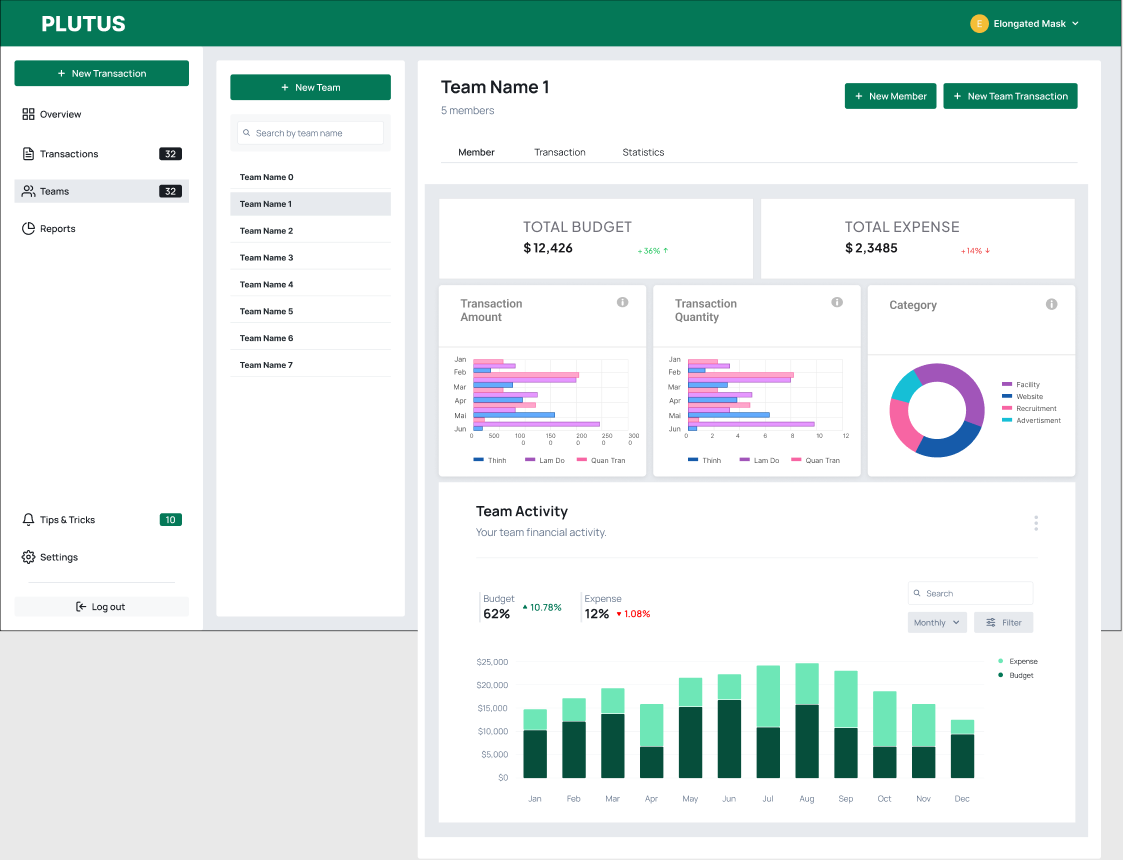 PLUTUS
E
Elongated Mask
+ New Transaction
Overview
Transactions
32
Teams
32
Reports
Tips & Tricks
10
Settings
Log out
+ New Team
Search by team name
Team Name 0
Team Name 1
Team Name 2
Team Name 3
Team Name 4
Team Name 5
Team Name 6
Team Name 7
Team Name 1
5 members
+ New Member
+ New Team Transaction
Member
Transaction
Statistics
TOTAL BUDGET
$ 12,426
+36% ↑
TOTAL EXPENSE
$ 2,3485
+14% ↓
Transaction
Amount
i
Jan
Feb
Mar
Apr
Mai
Jun
0 500 100 150 200 250 300
0 0 0 0 0
Thinh
Lam Do
Quan Tran
Transaction
Quantity
i
Jan
Feb
Mar
Apr
Mai
Jun
0 2 4 6 8 10 12
Thinh
Lam Do
Quan Tran
Category
i
Facility
Website
Recruitment
Advertisment
Team Activity
Your team financial activity.
Budget
62%
▲ 10.78%
Expense
12%
▼ 1.08%
Search
Monthly
Filter
Expense
Budget
$25,000
$20,000
$15,000
$10,000
$5,000
$0
Jan Feb Mar Apr May Jun Jul Aug Sep Oct Nov Dec